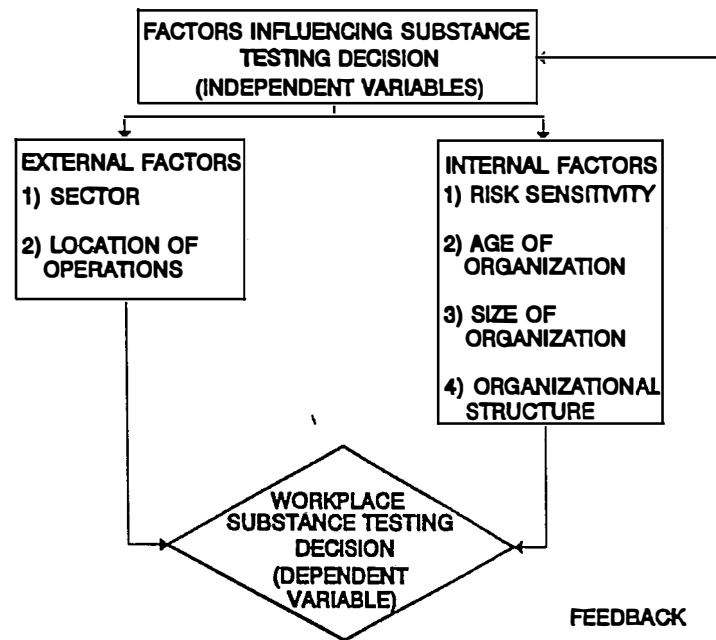 FACTORS INFLUENCING SUBSTANCE
TESTING DECISION
(INDEPENDENT VARIABLES)
EXTERNAL FACTORS
1) SECTOR
2) LOCATION OF
OPERATIONS
INTERNAL FACTORS
1) RISK SENSITIVITY
2) AGE OF
ORGANIZATION
3) SIZE OF
ORGANIZATION
4) ORGANIZATIONAL
STRUCTURE
WORKPLACE
SUBSTANCE TESTING
DECISION
(DEPENDENT
VARIABLE)
FEEDBACK